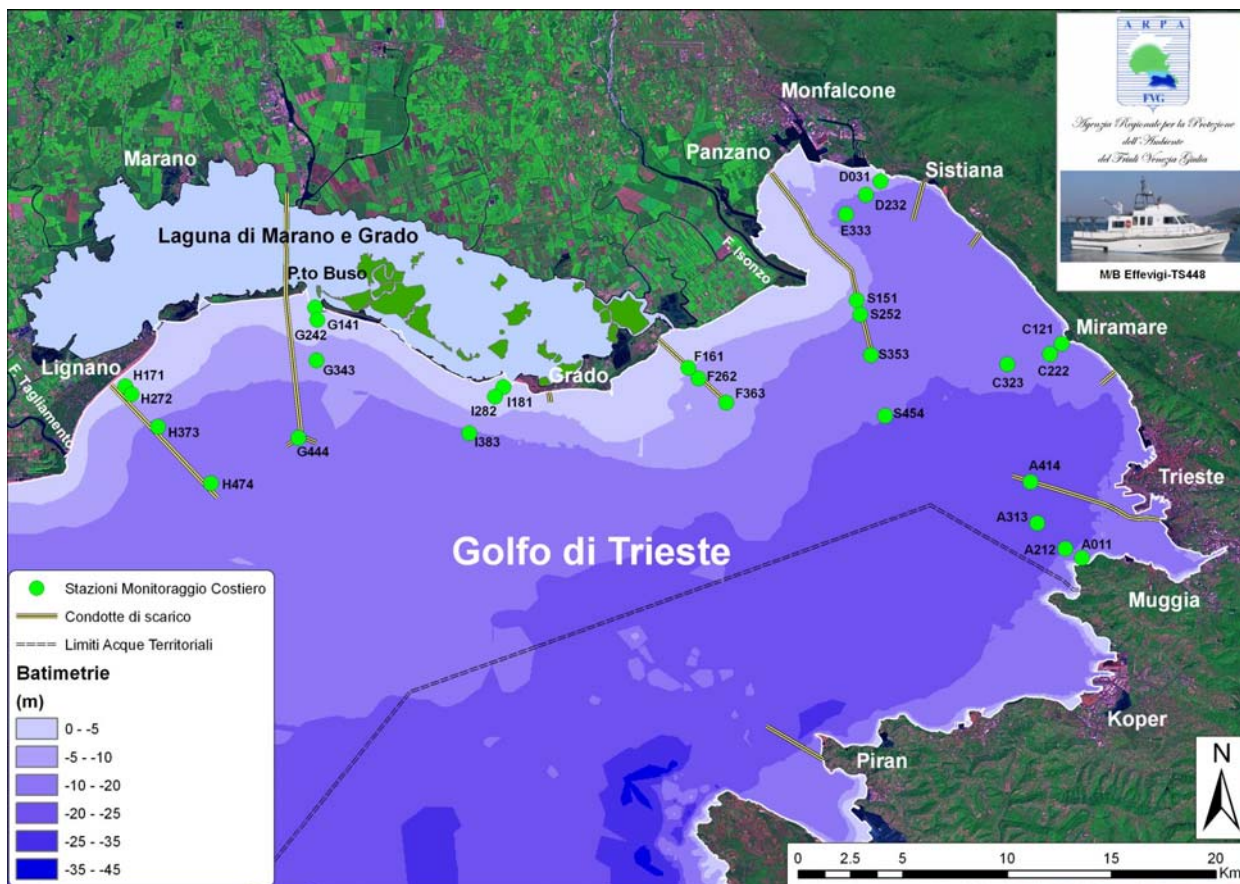 A R P A
FVG
Agenzia Regionale per la Protezione
dell'Ambiente
del Friuli Venezia Giulia
M/B Effevigi-TS448
Monfalcone
Marano
Panzano
D031
Sistiana
D232
E333
Laguna di Marano e Grado
P.to Buso
F. Isonzo
S151
S252
G141
G242
Miramare
C121
C222
C323
S353
G343
Lignano
F. Tagliamento
H171
H272
F161
F262
F363
Grado
I181
I282
I383
S454
H373
G444
H474
A414
Trieste
A313
A212
A011
Golfo di Trieste
Muggia
Koper
Piran
Stazioni Monitoraggio Costiero
Condotte di scarico
Limiti Acque Territoriali
Batimetrie
(m)
0 - -5
-5 - -10
-10 - -20
-20 - -25
-25 - -35
-35 - -45
N
0 2.5 5 10 15 20
Km